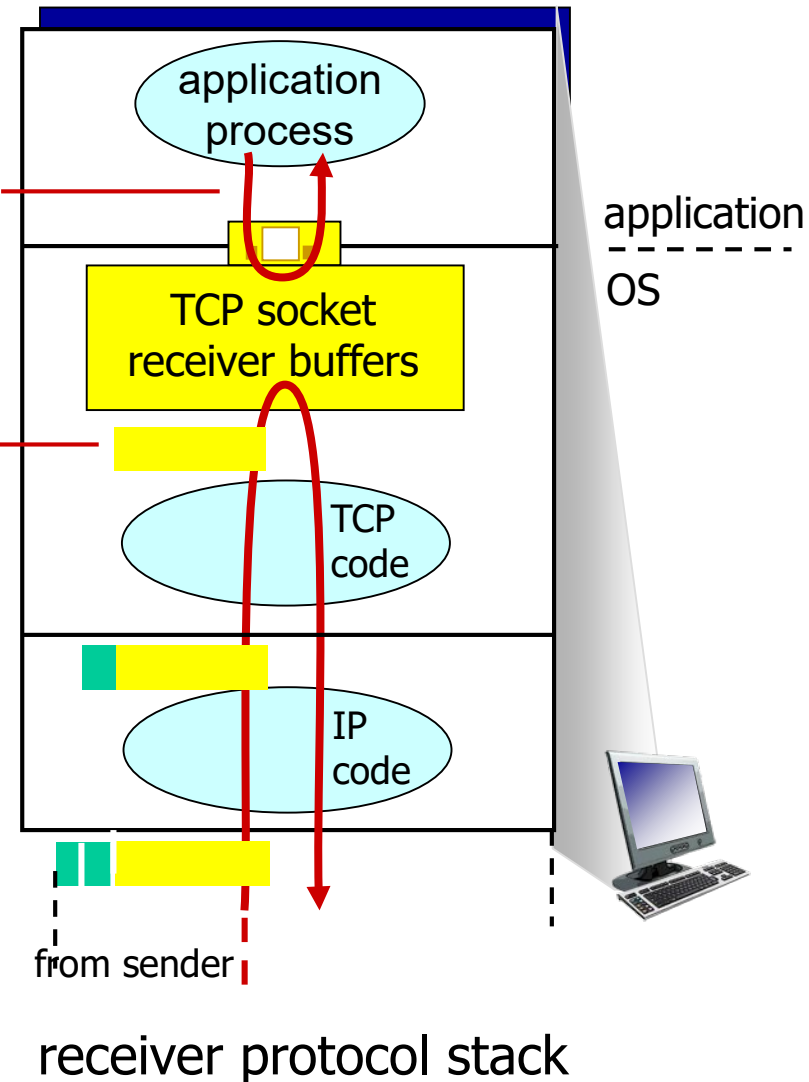 application
process
application
OS
TCP socket
receiver buffers
TCP
code
IP
code
from sender
receiver protocol stack